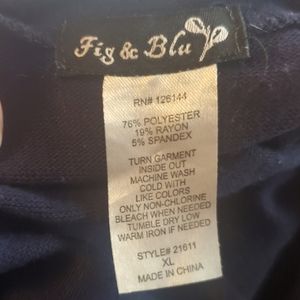 Fig & Blu
RN# 126144
76% POLYESTER
19% RAYON
5% SPANDEX
TURN GARMENT
INSIDE OUT
MACHINE WASH
COLD WITH
LIKE COLORS
ONLY NON-CHLORINE
BLEACH WHEN NEEDED
TUMBLE DRY LOW
WARM IRON IF NEEDED
STYLE# 21611
XL
MADE IN CHINA